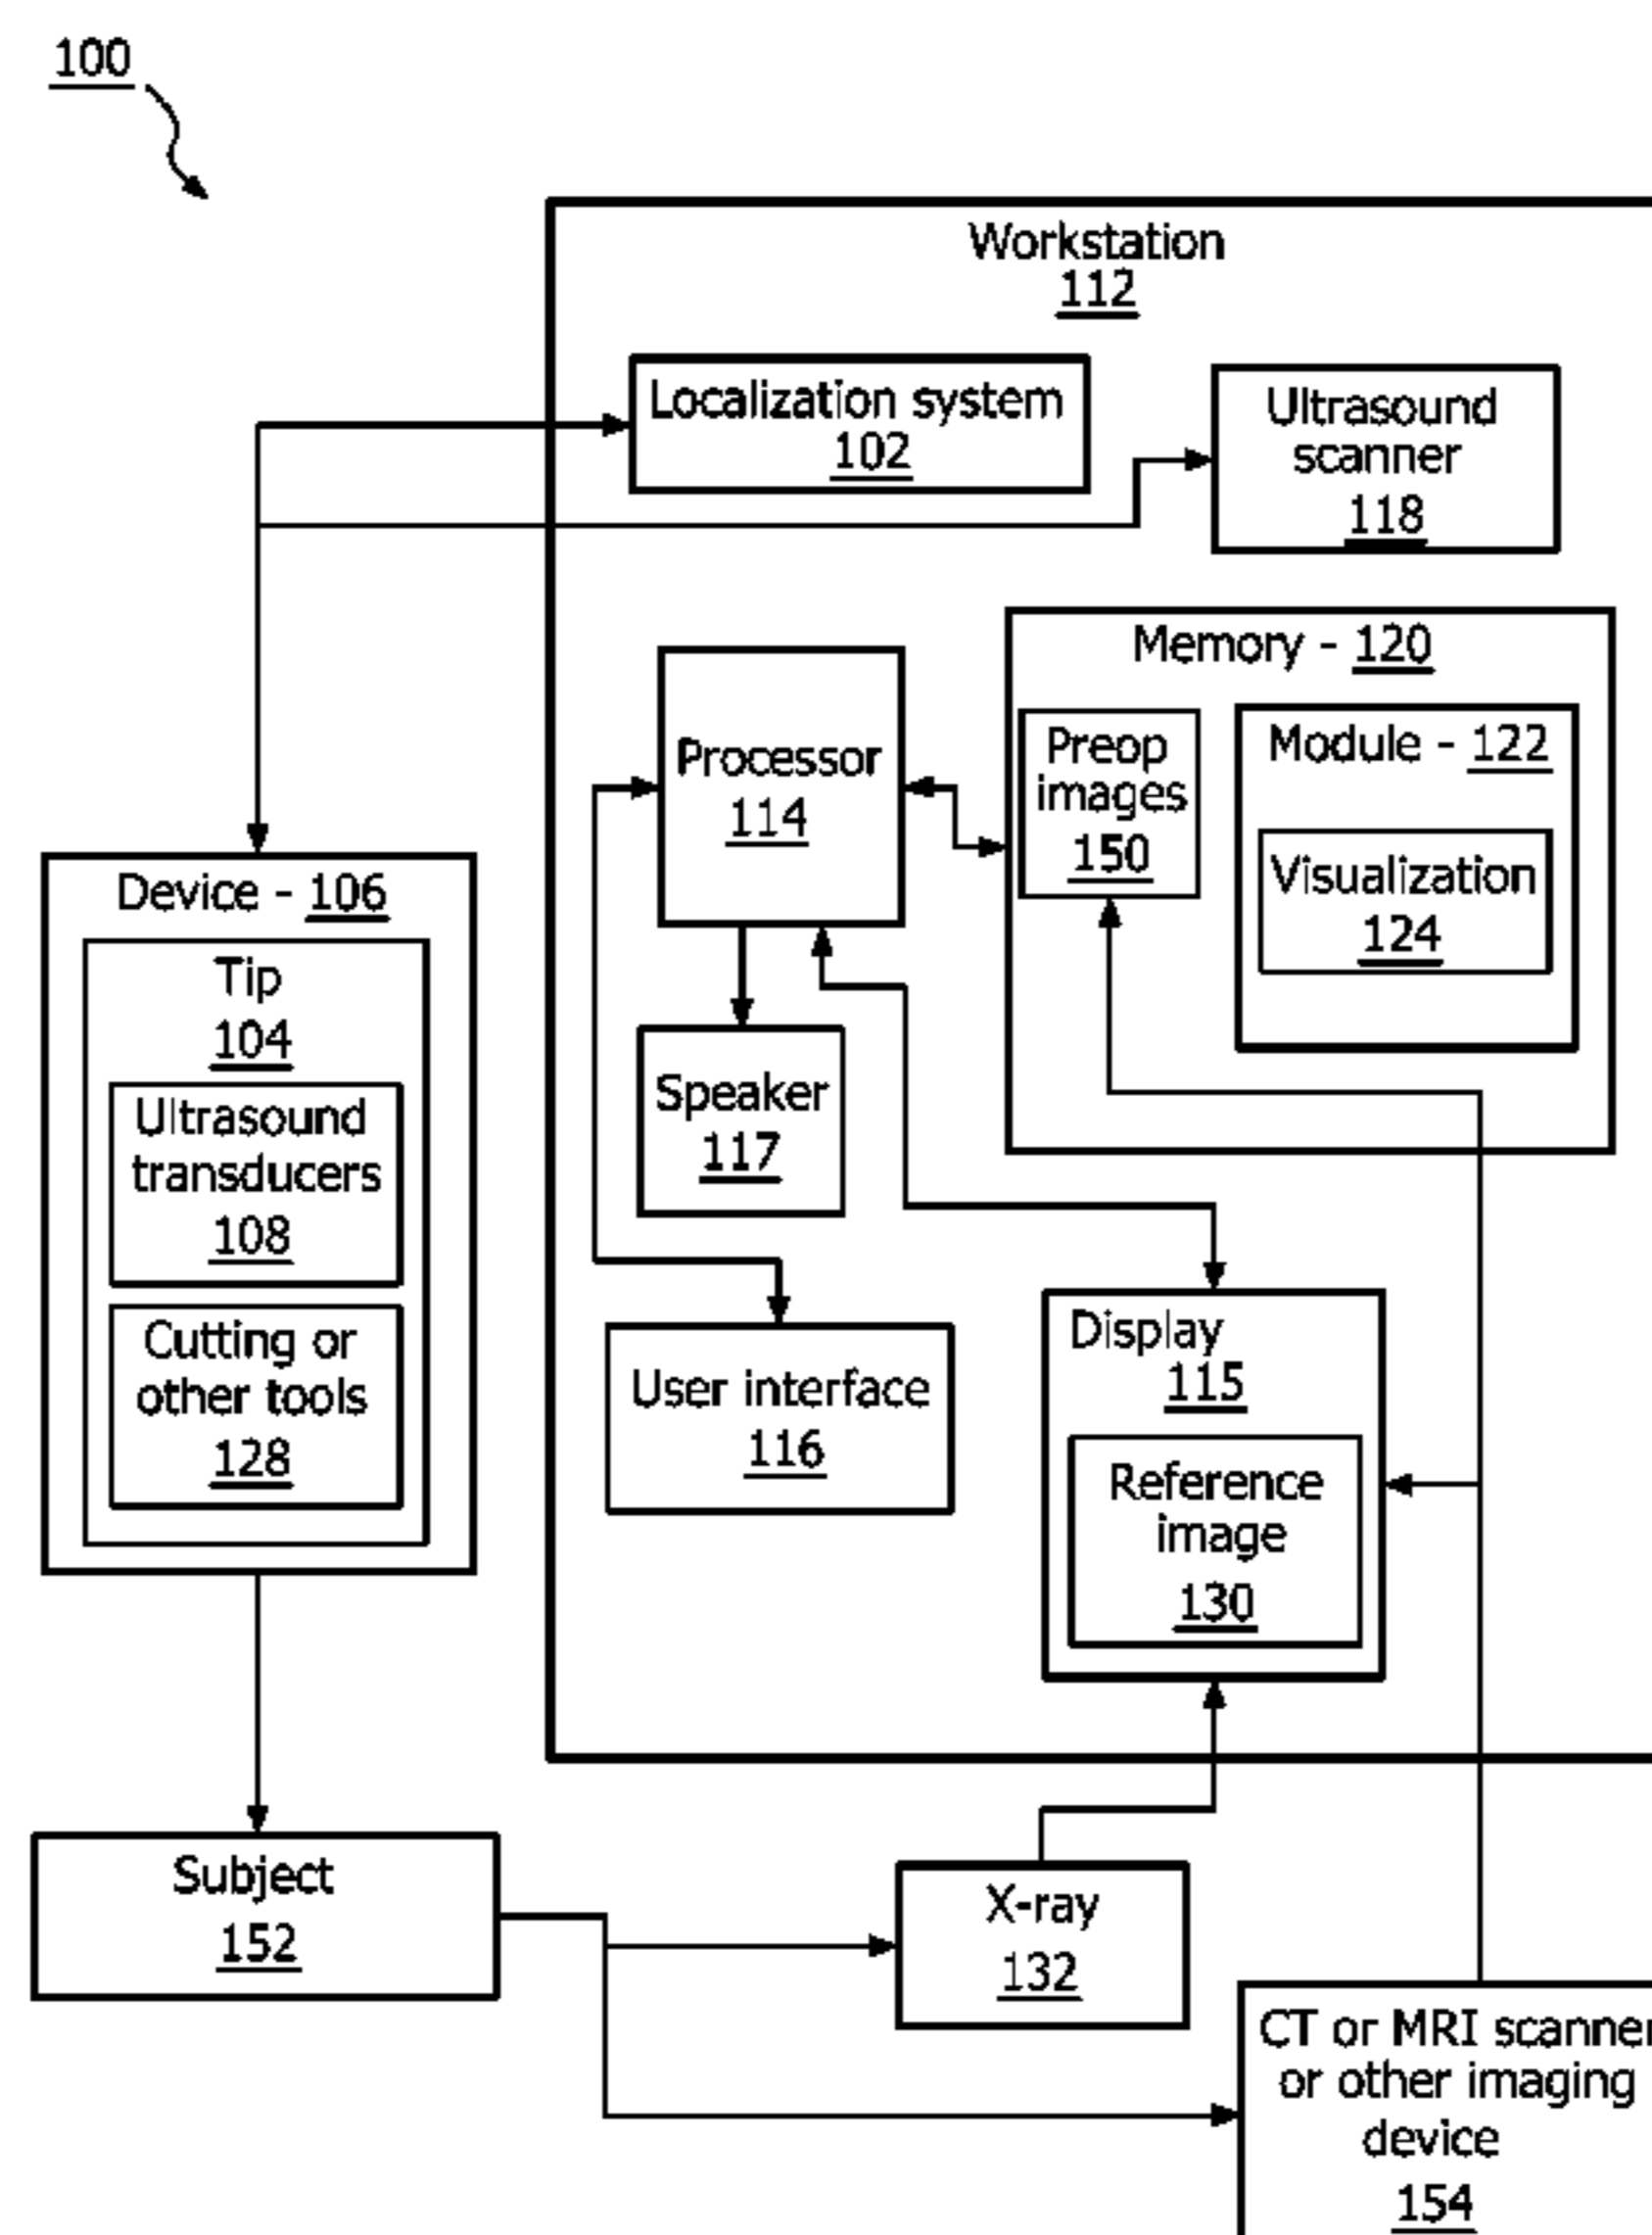 100
Workstation
112
Localization system
102
Ultrasound
scanner
118
Memory - 120
Processor
114
Preop
images
150
Module - 122
Visualization
124
Device - 106
Tip
104
Ultrasound
transducers
108
Cutting or
other tools
128
Speaker
117
User interface
116
Display
115
Reference
image
130
Subject
152
X-ray
132
CT or MRI scanner
or other imaging
device
154